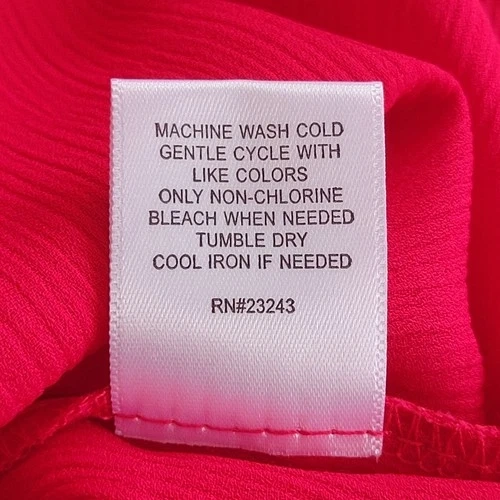 MACHINE WASH COLD
GENTLE CYCLE WITH
LIKE COLORS
ONLY NON-CHLORINE
BLEACH WHEN NEEDED
TUMBLE DRY
COOL IRON IF NEEDED
RN#23243